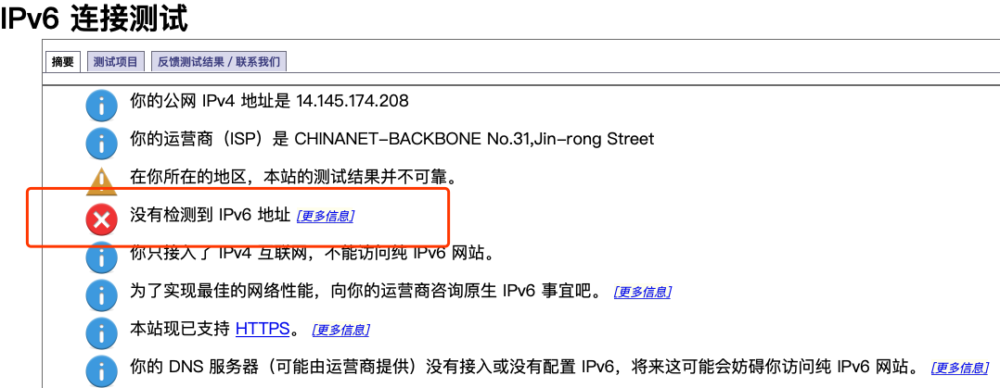 IPv6 连接测试
摘要 测试项目 反馈测试结果 / 联系我们
你的公网 IPv4 地址是 14.145.174.208
你的运营商（ISP）是 CHINANET-BACKBONE No.31,Jin-rong Street
在你所在的地区，本站的测试结果并不可靠。
没有检测到 IPv6 地址 [更多信息]
你只接入了 IPv4 互联网，不能访问纯 IPv6 网站。
为了实现最佳的网络性能，向你的运营商咨询原生 IPv6 事宜吧。 [更多信息]
本站现已支持 HTTPS。 [更多信息]
你的 DNS 服务器（可能由运营商提供）没有接入或没有配置 IPv6，将来这可能会妨碍你访问纯 IPv6 网站。 [更多信息]